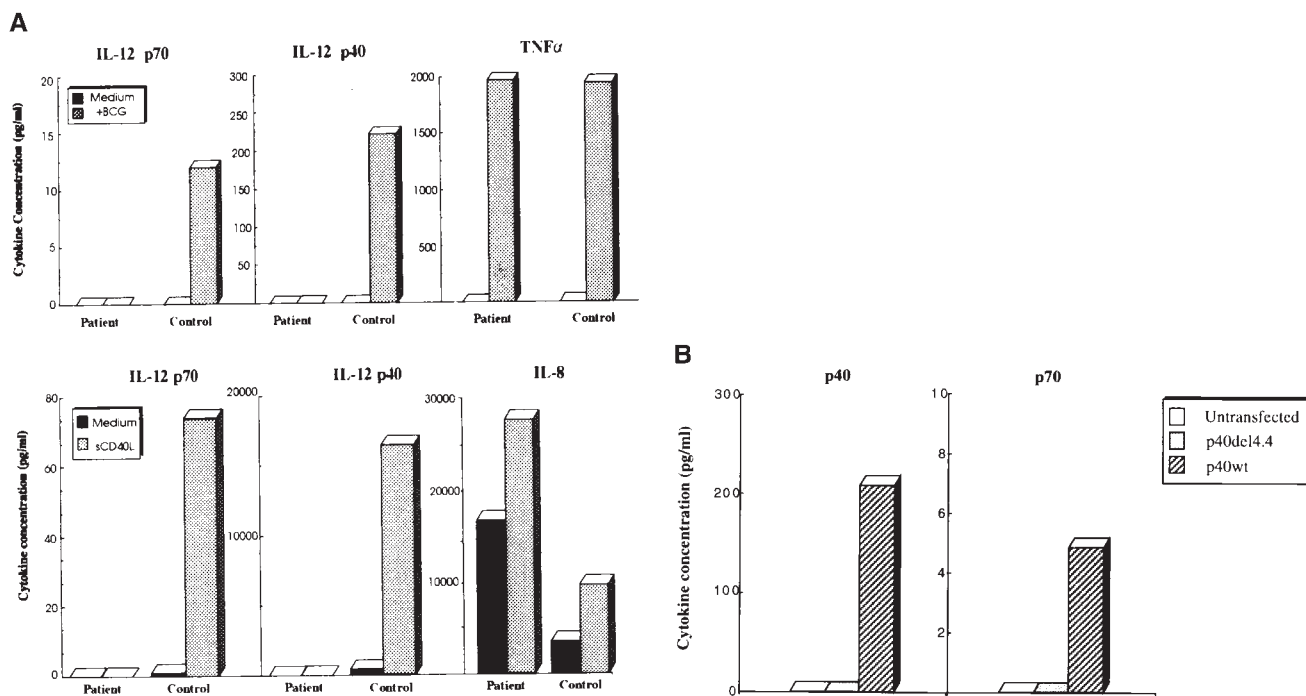 A
IL-12 p70
IL-12 p40
TNFα
Cytokine Concentration (pg/ml)
20
15
10
5
0
Medium
+BCG
300
250
200
150
100
50
2000
1500
1000
500
Patient
Control
Patient
Control
Patient
Control
IL-12 p70
IL-12 p40
IL-8
Cytokine concentration (pg/ml)
80
60
40
20
0
Medium
sCD40L
20000
10000
30000
20000
10000
Patient
Control
Patient
Control
Patient
Control
B
p40
p70
Cytokine concentration (pg/ml)
300
200
100
0
10
8
6
4
2
Untransfected
p40del4.4
p40wt